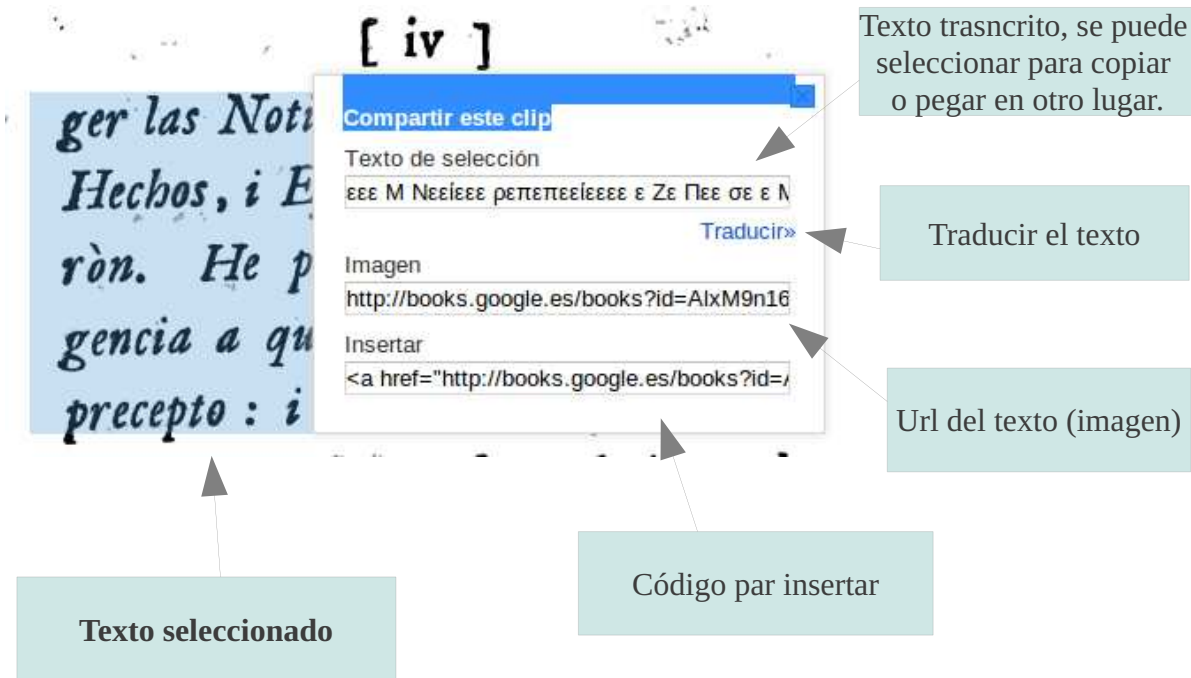 [ iv ]
Texto trasncrito, se puede
seleccionar para copiar
o pegar en otro lugar.
ger las Noti
Hechos, i E
ròn. He p
gencia a qu
precepto : i
Compartir este clip
Texto de selección
εεε Μ Νεείεεε ρεπεπεείεεεε ε Ζε Πεε σε ε Μ
Traducir»
Imagen
http://books.google.es/books?id=AlxM9n16
Insertar
<a href="http://books.google.es/books?id=A
Traducir el texto
Url del texto (imagen)
Código par insertar
Texto seleccionado